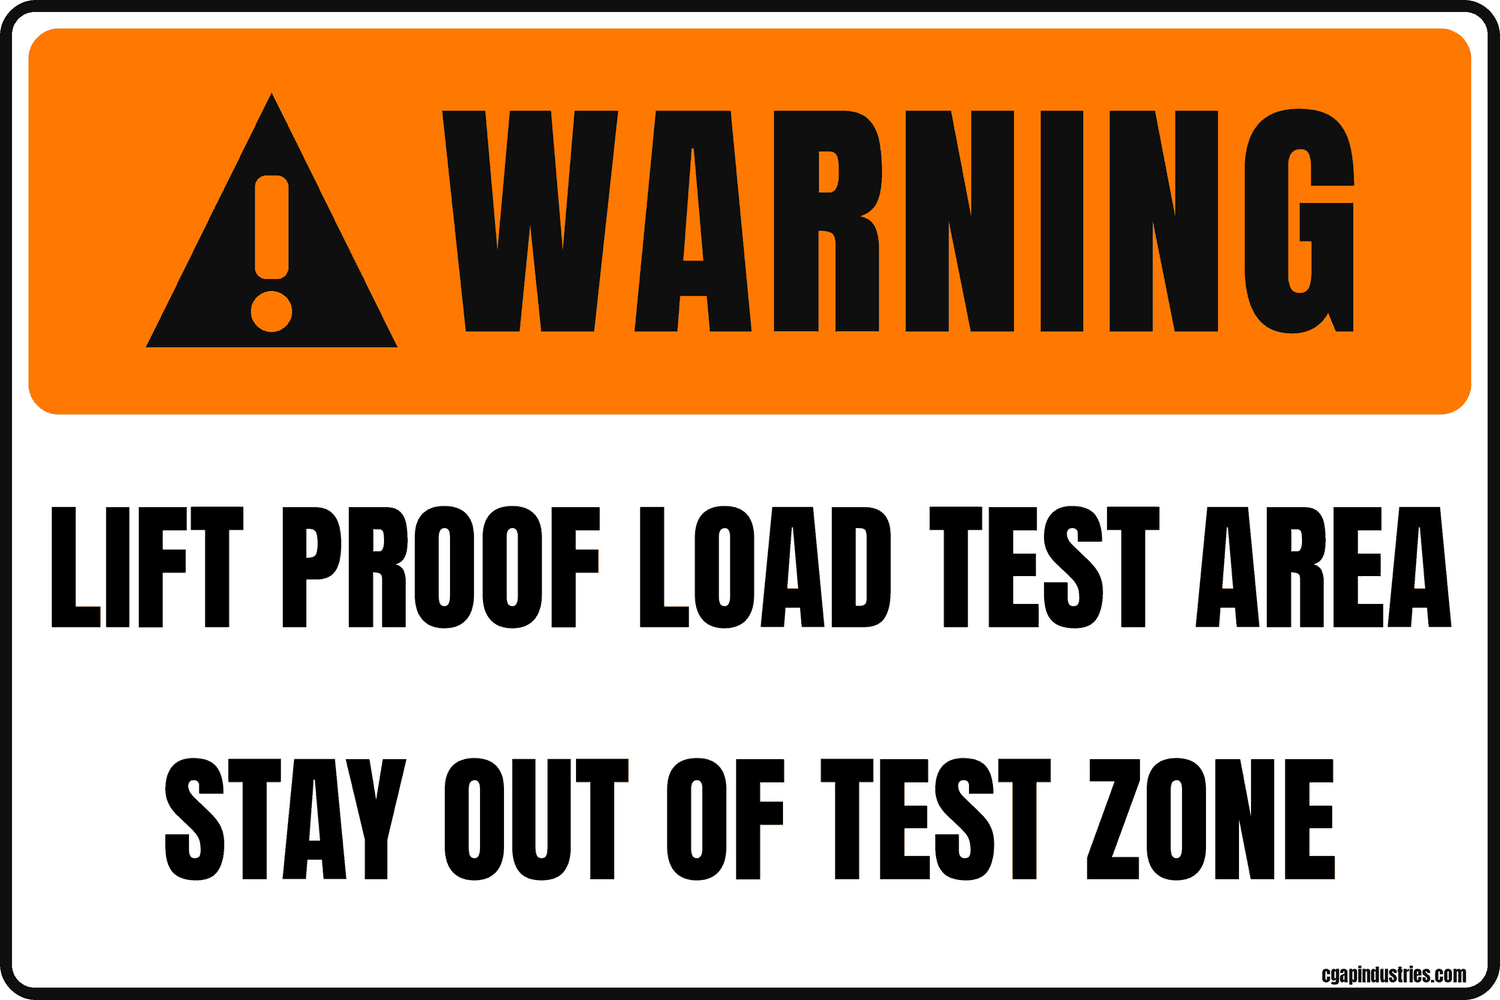 WARNING
LIFT PROOF LOAD TEST AREA
STAY OUT OF TEST ZONE
cgapindustries.com